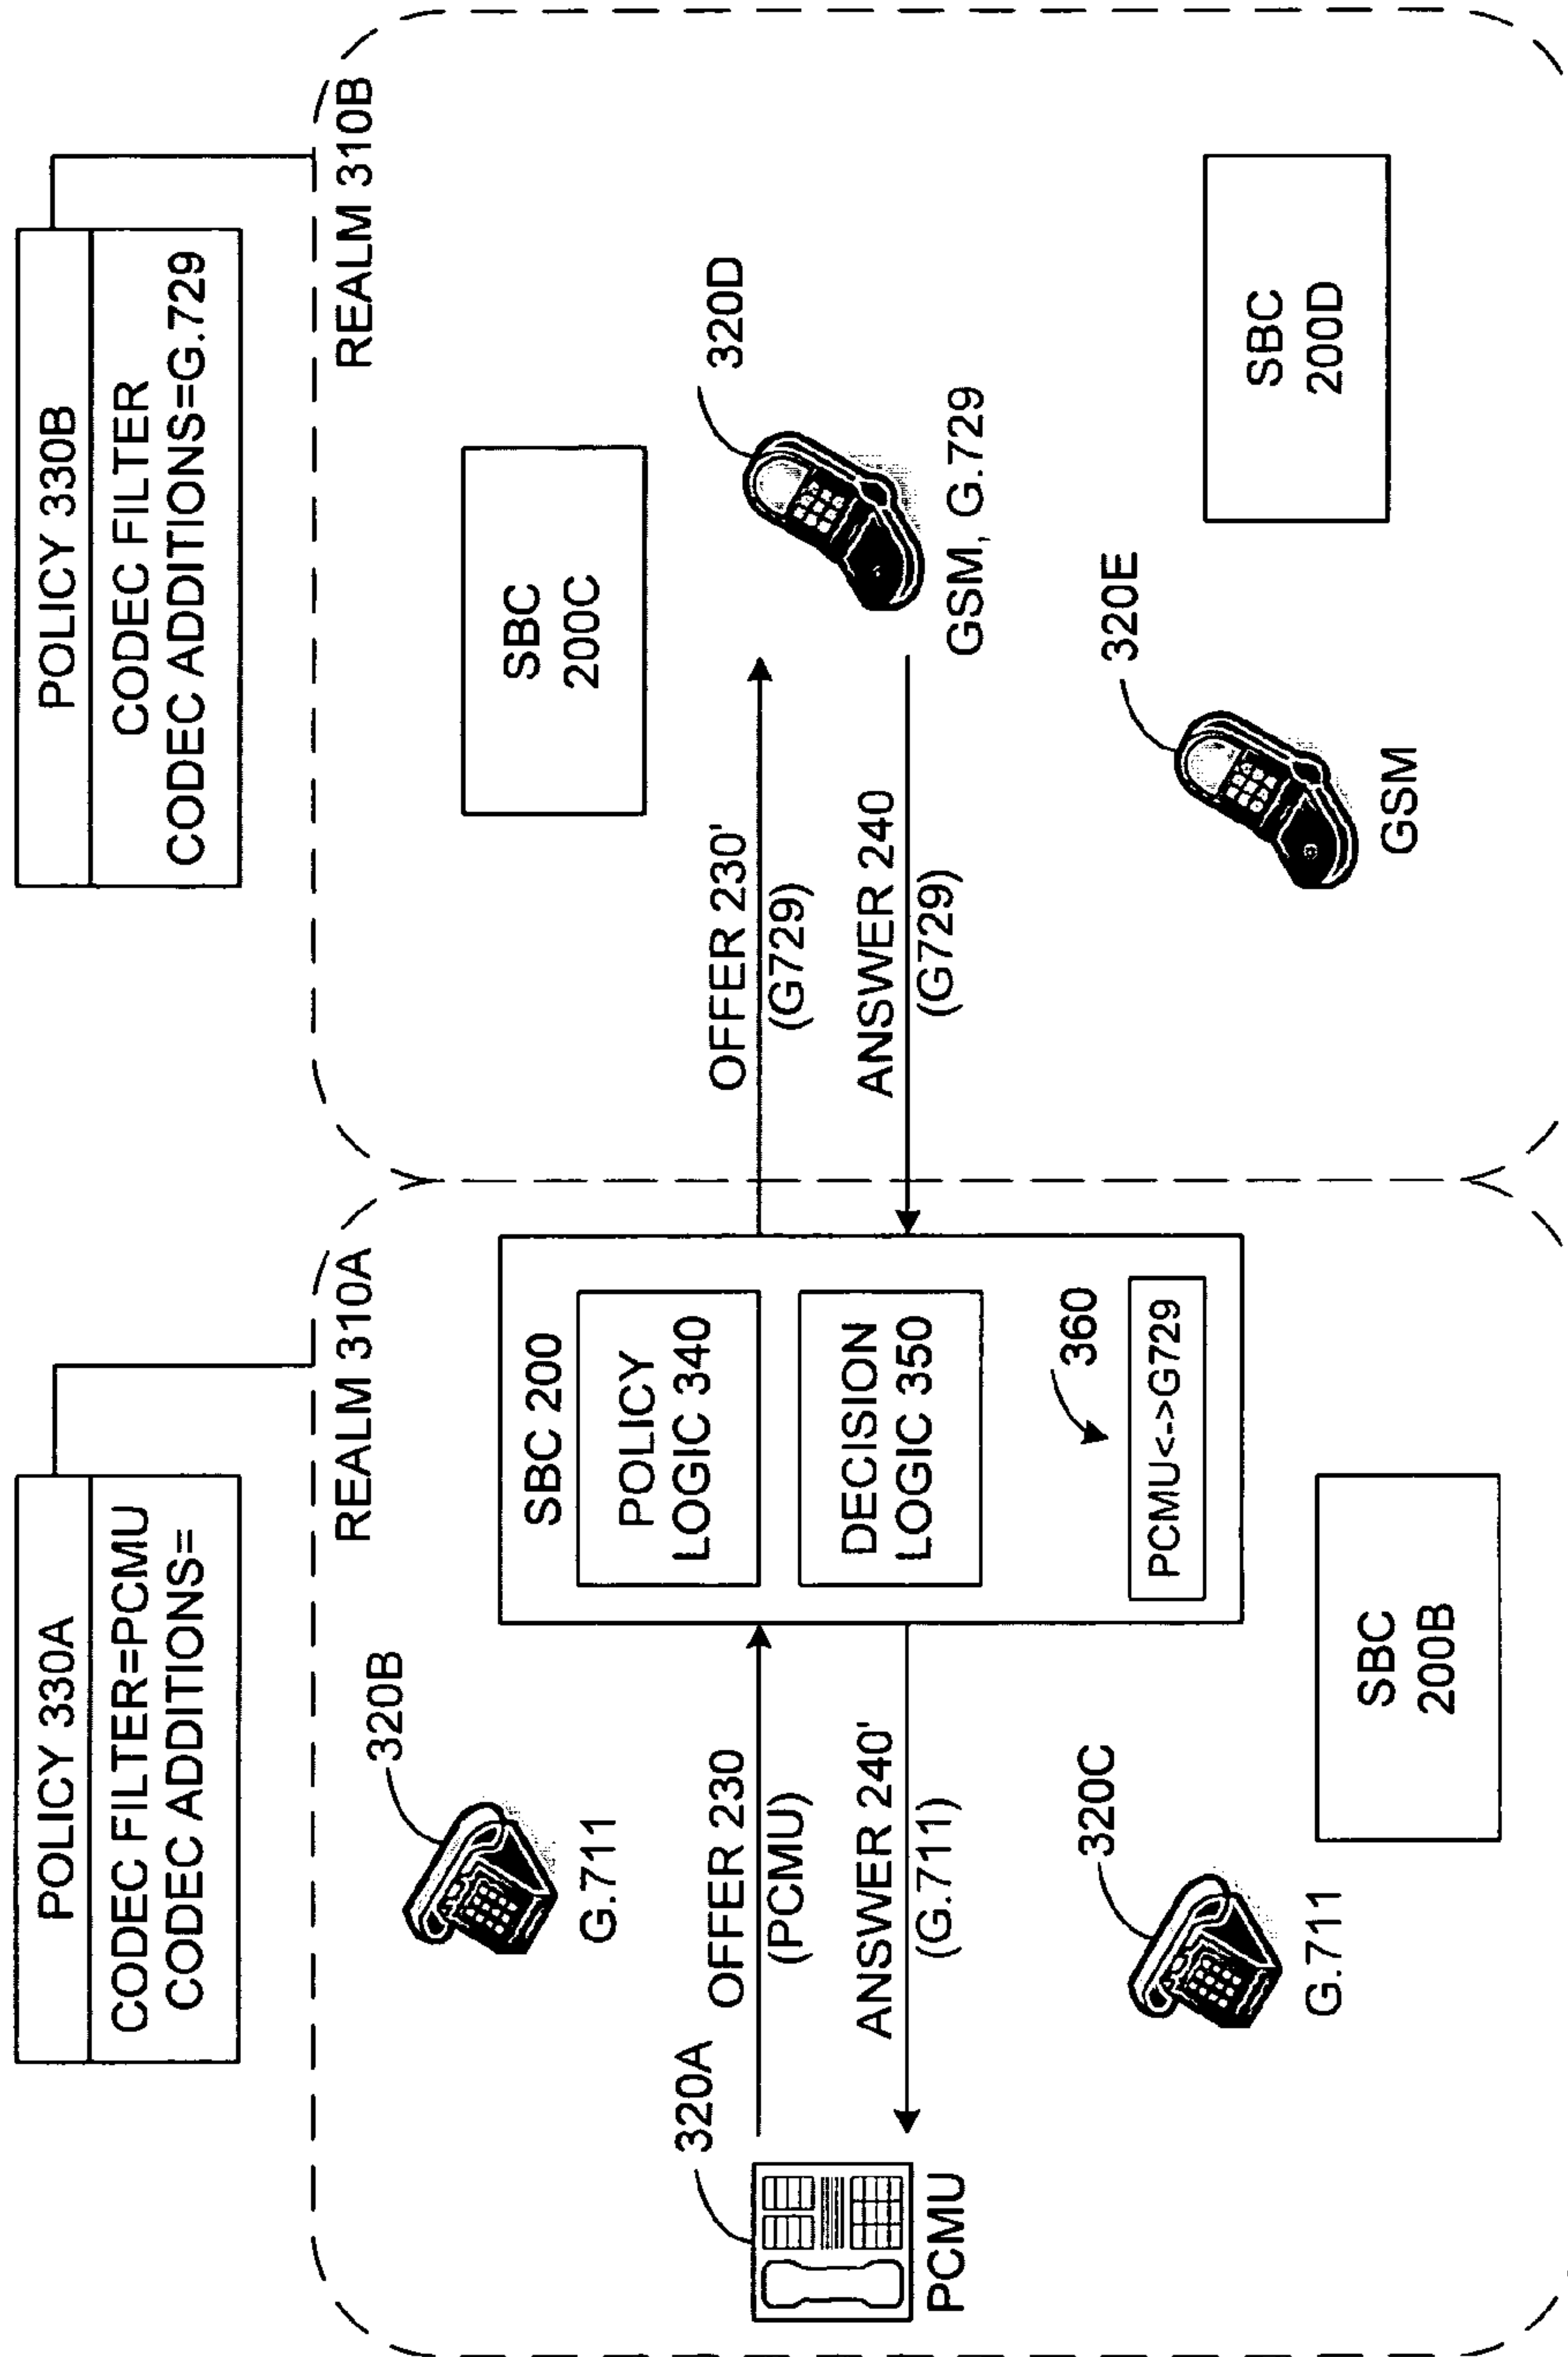 POLICY 330A
CODEC FILTER=PCMU
CODEC ADDITIONS=
POLICY 330B
CODEC FILTER
CODEC ADDITIONS=G.729
REALM 310A
REALM 310B
320B
G.711
320A
PCMU
OFFER 230
(PCMU)
ANSWER 240'
(G.711)
320C
G.711
SBC
200B
SBC 200
POLICY
LOGIC 340
DECISION
LOGIC 350
360
PCMU<->G729
OFFER 230'
(G729)
ANSWER 240
(G729)
SBC
200C
320D
GSM, G.729
320E
GSM
SBC
200D